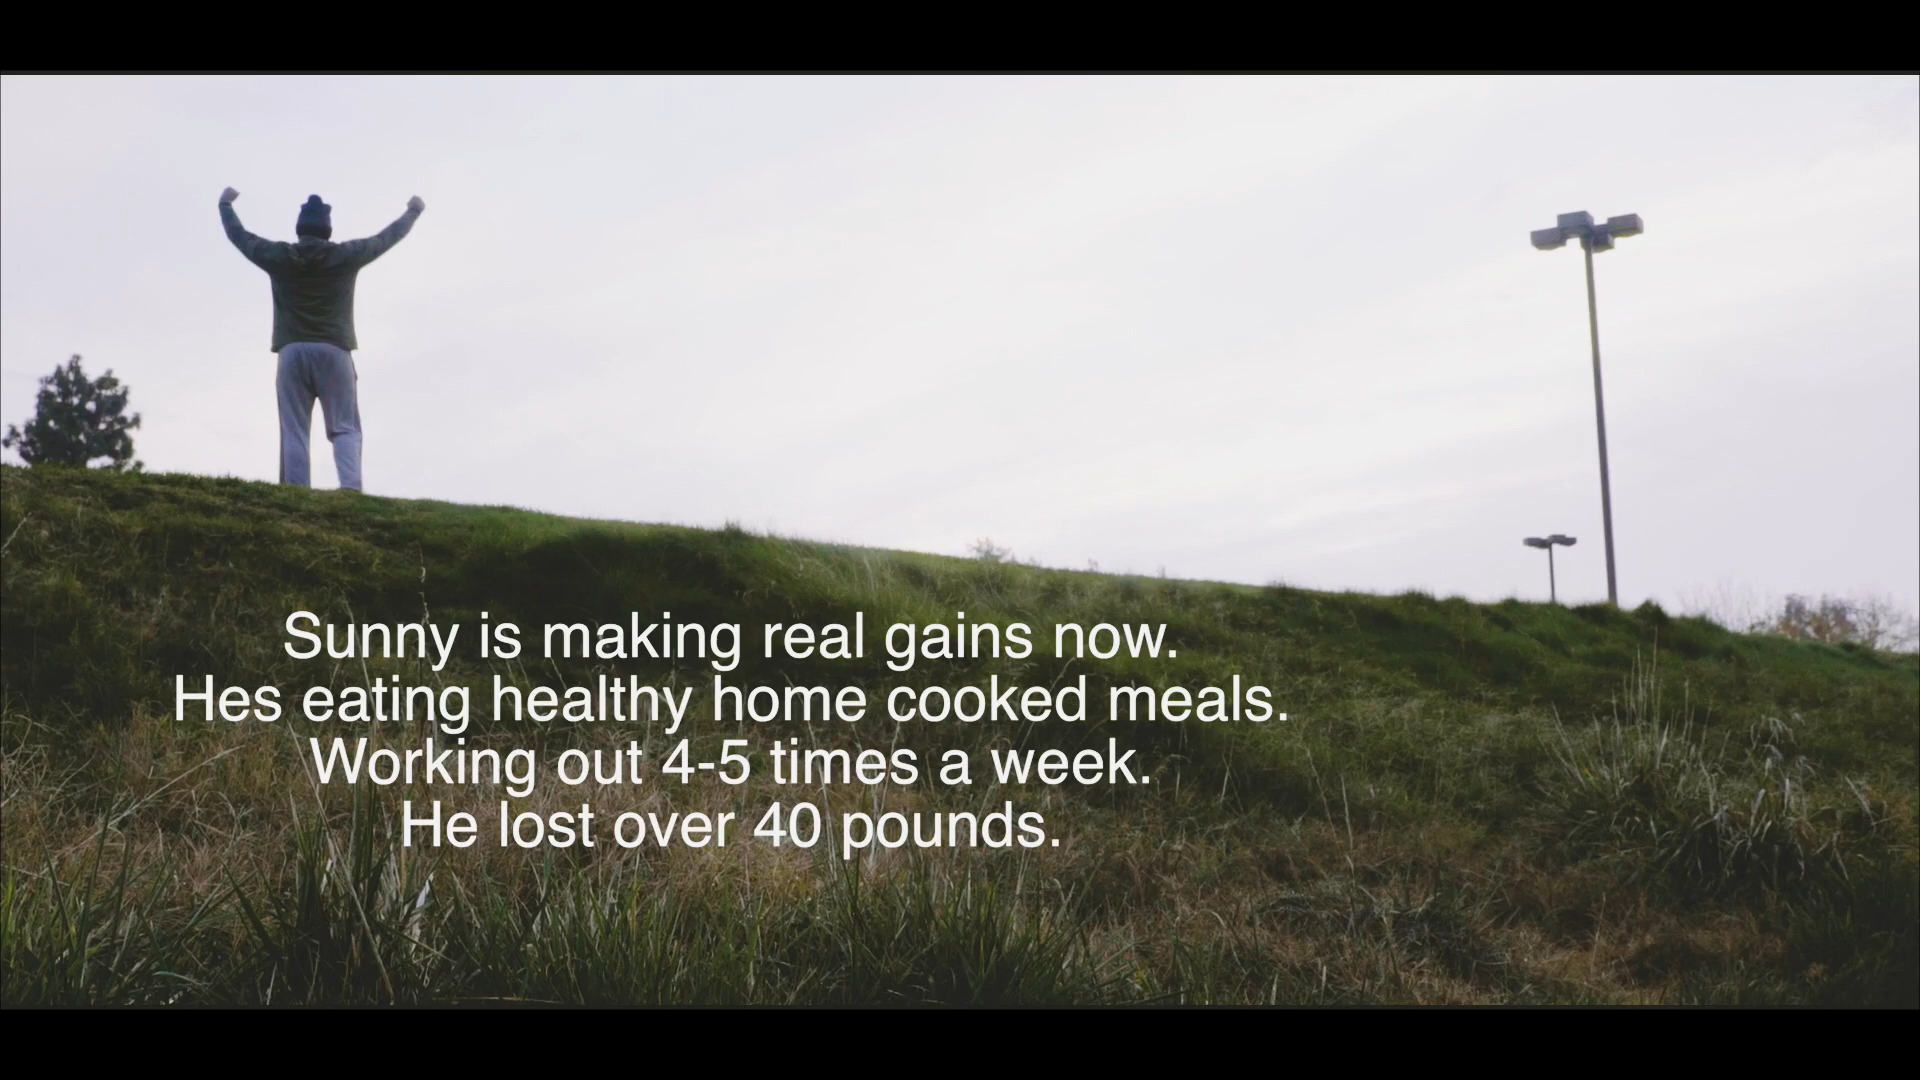 Sunny is making real gains now.
Hes eating healthy home cooked meals.
Working out 4-5 times a week.
He lost over 40 pounds.